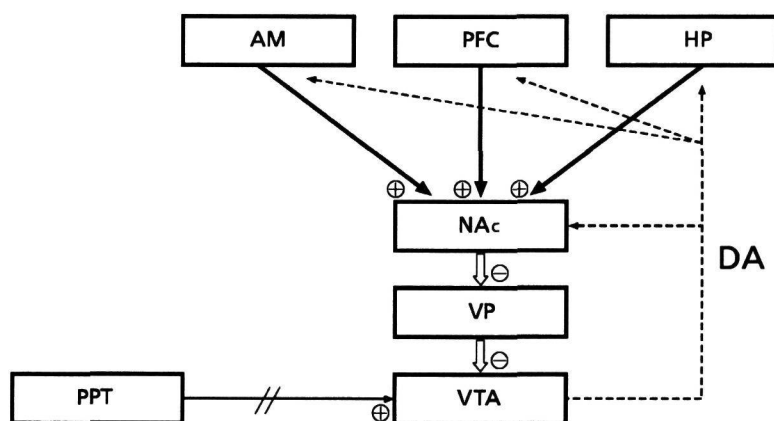 AM
PFC
HP
⊕ ⊕ ⊕
NAc
DA
⊖
VP
⊖
PPT
//
⊕
VTA